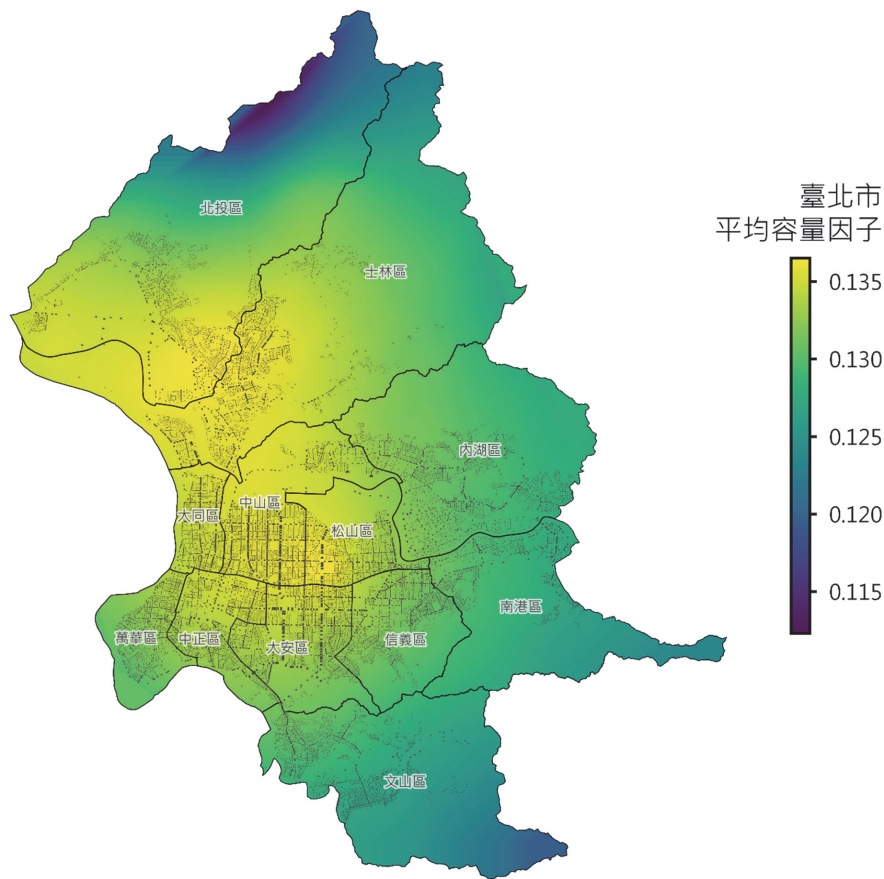 臺北市
平均容量因子
0.135
0.130
0.125
0.120
0.115
北投區
士林區
內湖區
中山區
大同區
松山區
南港區
萬華區
中正區
大安區
信義區
文山區